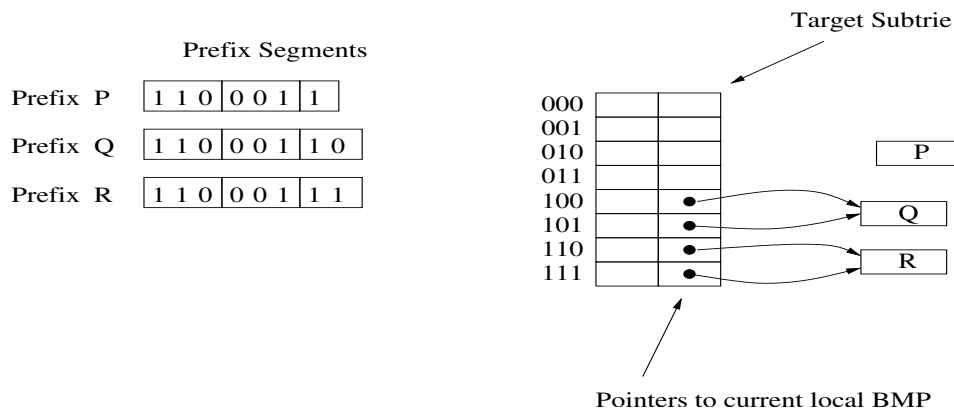 Target Subtrie
Prefix Segments
Prefix P 1 1 0 0 0 1 1
Prefix Q 1 1 0 0 0 1 1 0
Prefix R 1 1 0 0 0 1 1 1
000
001
010 P
011
100 Q
101
110 R
111
Pointers to current local BMP